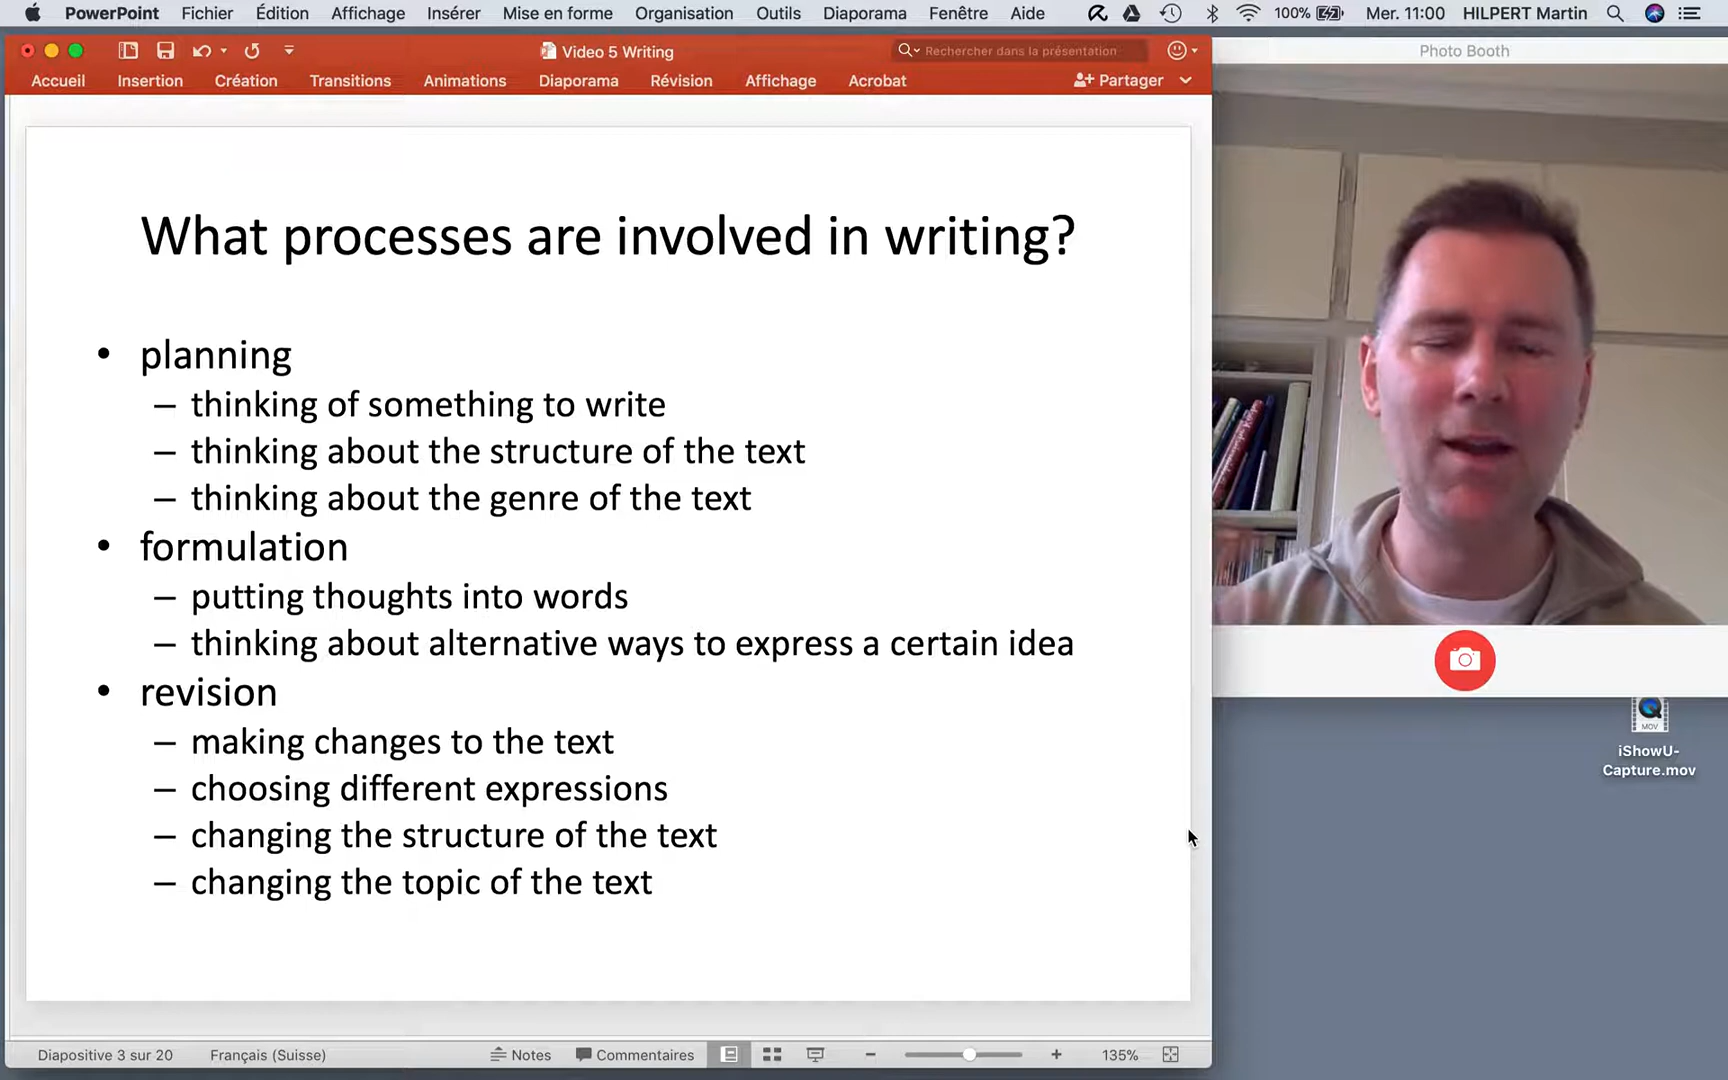 PowerPoint Fichier Édition Affichage Insérer Mise en forme Organisation Outils Diaporama Fenêtre Aide 100% Mer. 11:00 HILPERT Martin
Video 5 Writing
Rechercher dans la présentation
Photo Booth
Accueil Insertion Création Transitions Animations Diaporama Révision Affichage Acrobat Partager
What processes are involved in writing?
• planning
– thinking of something to write
– thinking about the structure of the text
– thinking about the genre of the text
• formulation
– putting thoughts into words
– thinking about alternative ways to express a certain idea
• revision
– making changes to the text
– choosing different expressions
– changing the structure of the text
– changing the topic of the text
MOV
iShowU-
Capture.mov
Diapositive 3 sur 20 Français (Suisse) Notes Commentaires 135%